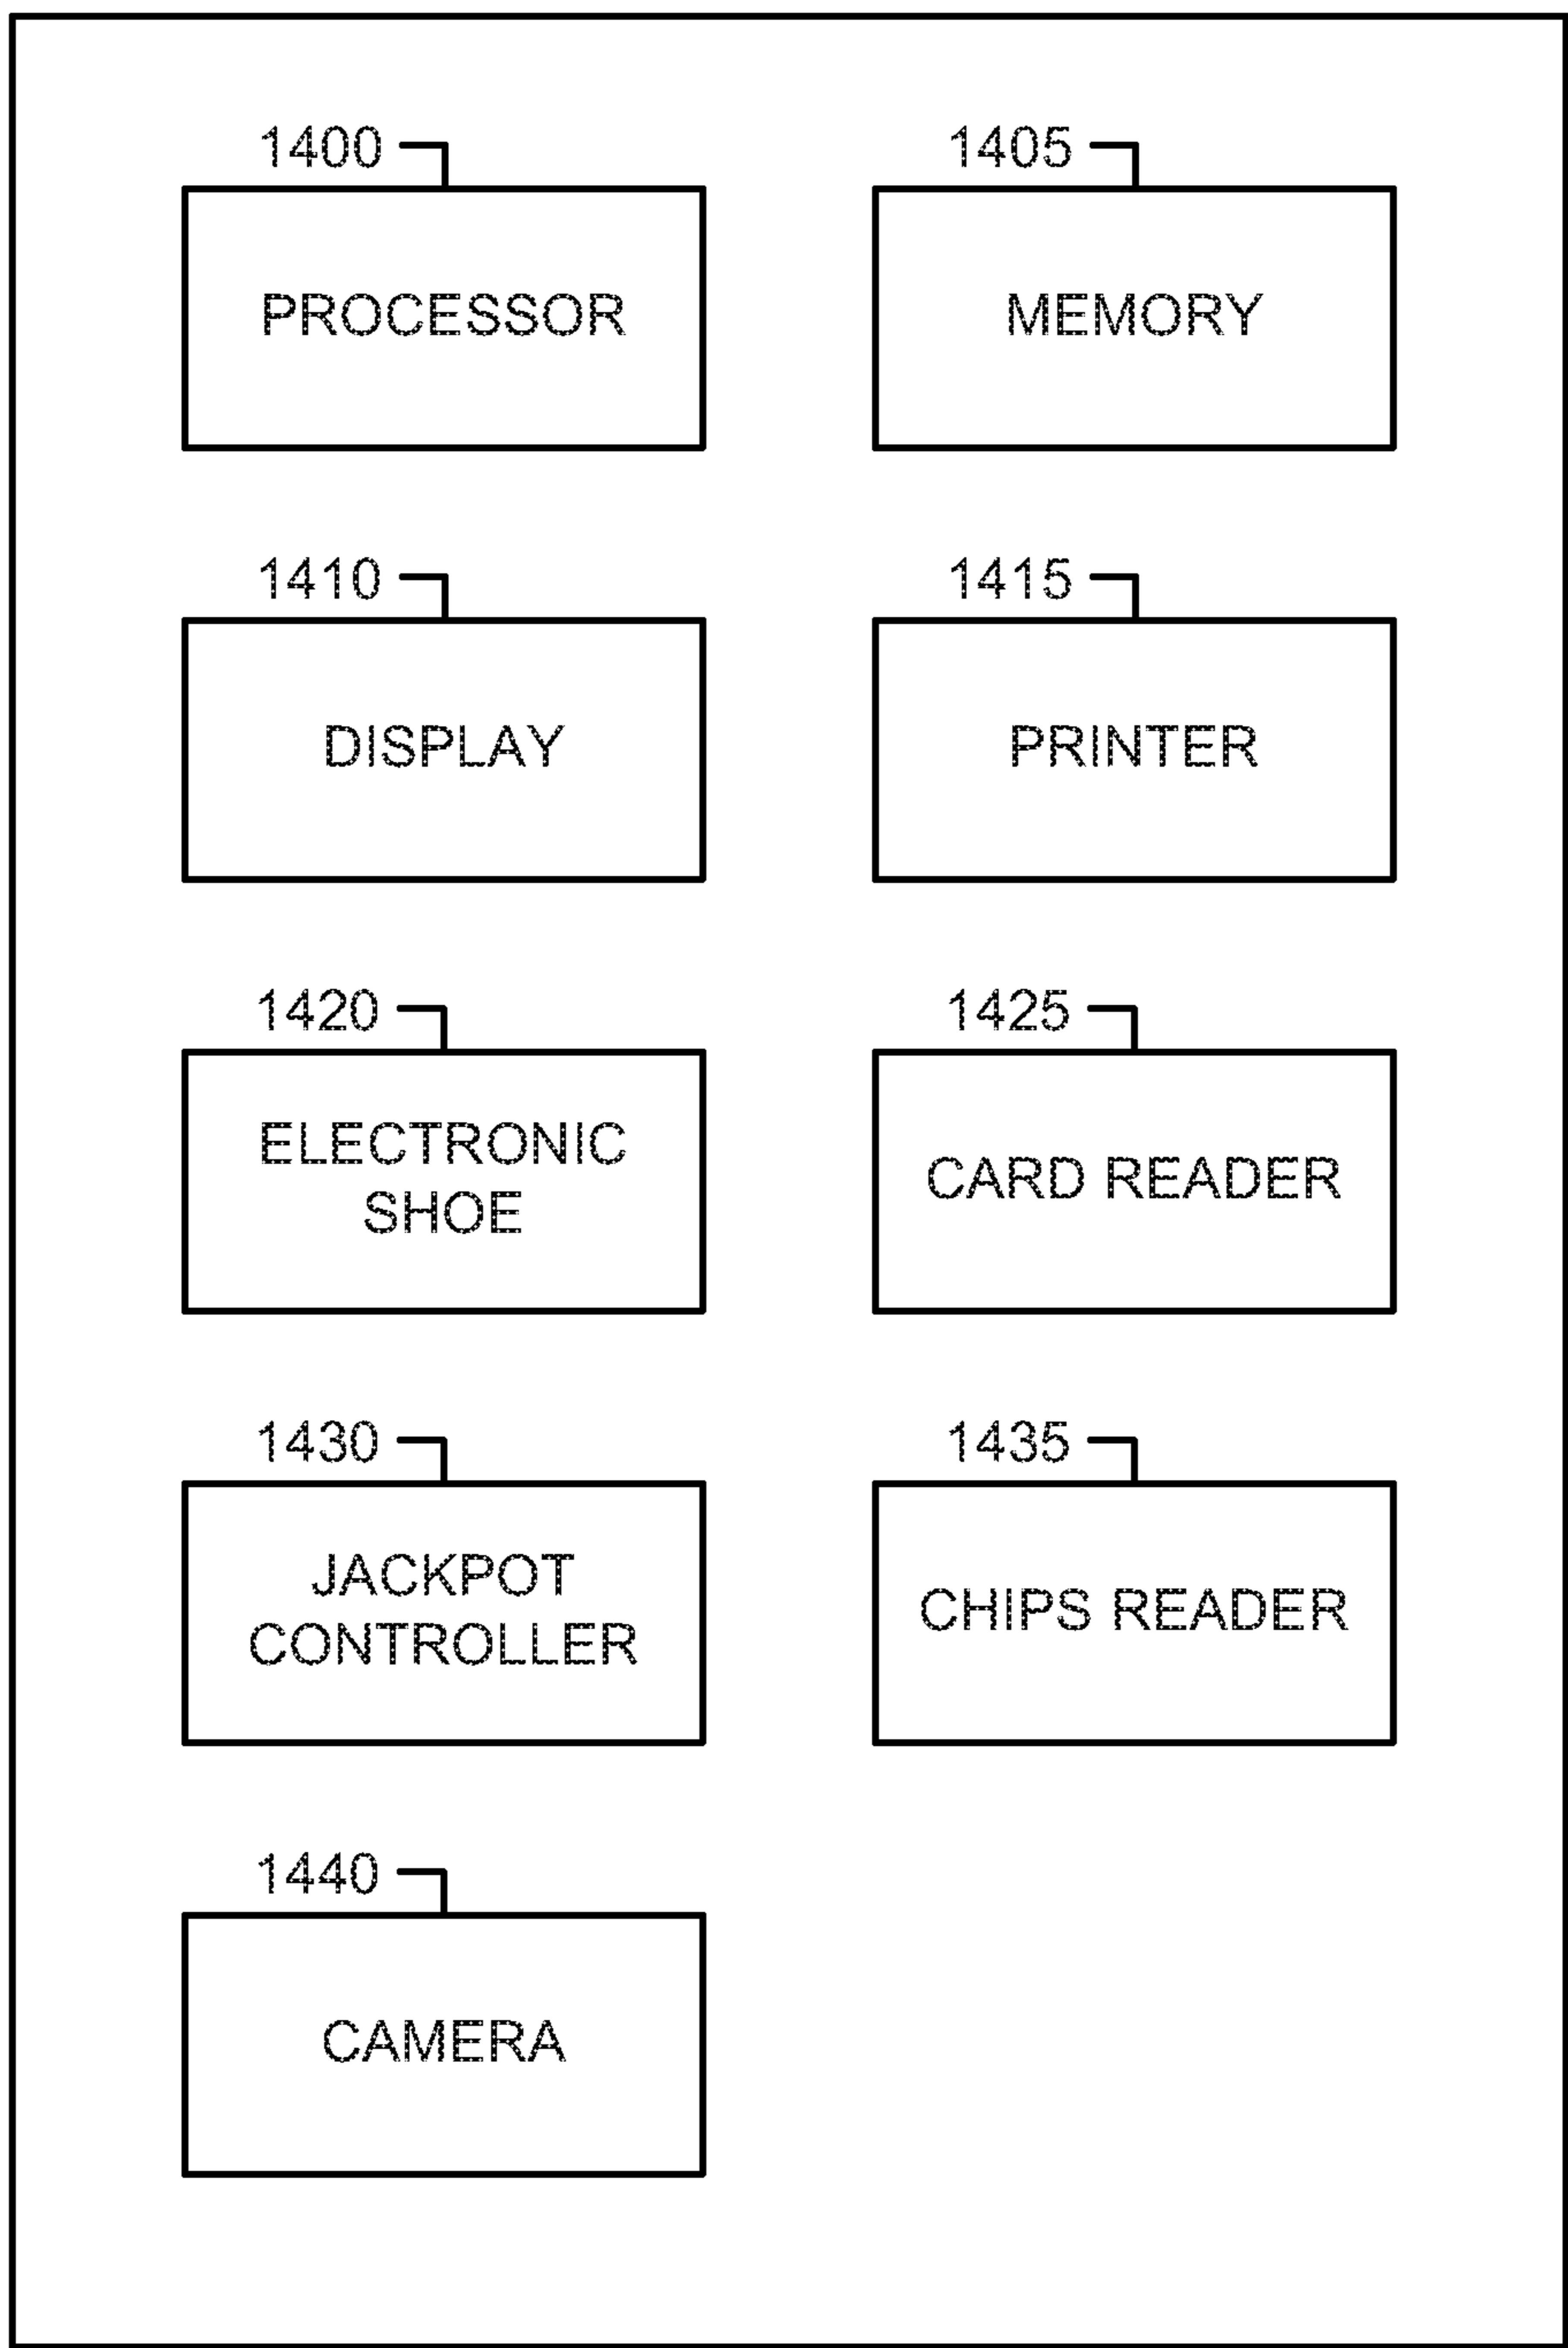 1400
PROCESSOR
1405
MEMORY
1410
DISPLAY
1415
PRINTER
1420
ELECTRONIC
SHOE
1425
CARD READER
1430
JACKPOT
CONTROLLER
1435
CHIPS READER
1440
CAMERA